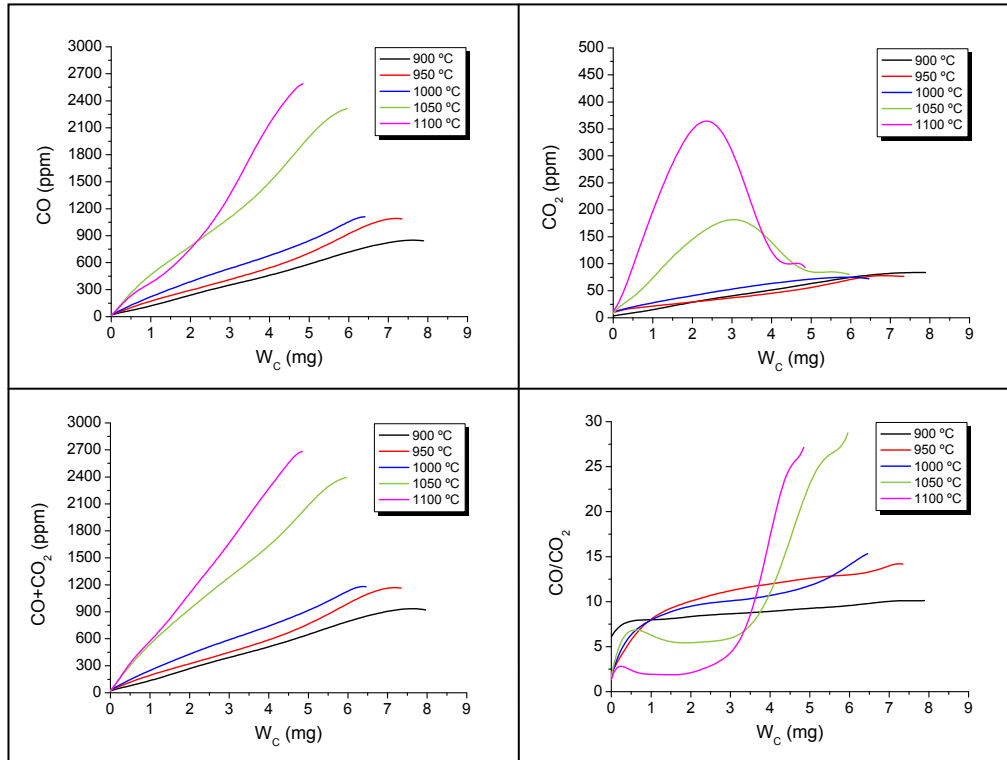 3000
2700
2400
2100
1800
1500
1200
900
600
300
0
CO (ppm)
0 1 2 3 4 5 6 7 8 9
W_C (mg)
900 ºC
950 ºC
1000 ºC
1050 ºC
1100 ºC
500
450
400
350
300
250
200
150
100
50
0
CO₂ (ppm)
0 1 2 3 4 5 6 7 8 9
W_C (mg)
900 ºC
950 ºC
1000 ºC
1050 ºC
1100 ºC
3000
2700
2400
2100
1800
1500
1200
900
600
300
0
CO+CO₂ (ppm)
0 1 2 3 4 5 6 7 8 9
W_C (mg)
900 ºC
950 ºC
1000 ºC
1050 ºC
1100 ºC
30
25
20
15
10
5
0
CO/CO₂
0 1 2 3 4 5 6 7 8 9
W_C (mg)
900 ºC
950 ºC
1000 ºC
1050 ºC
1100 ºC